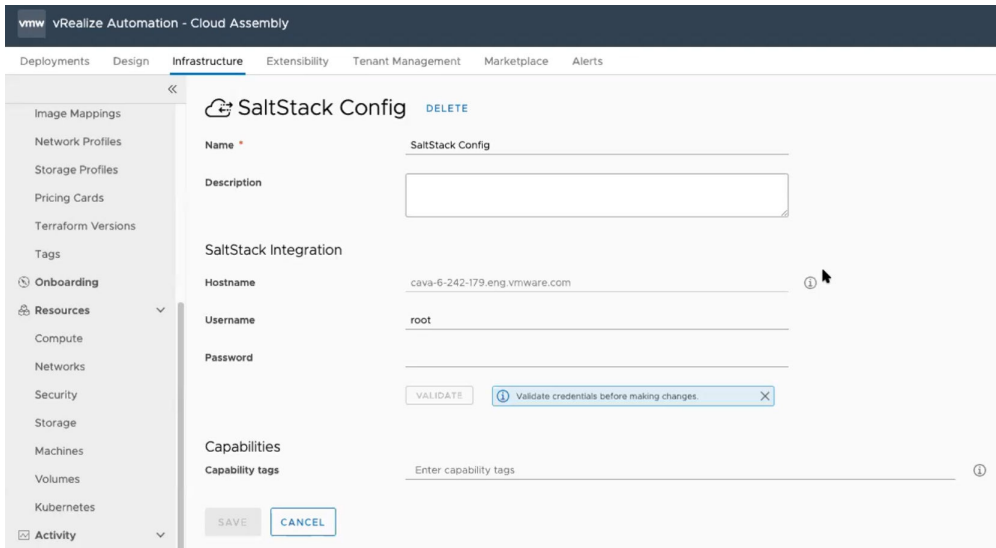 vmw vRealize Automation - Cloud Assembly
Deployments Design Infrastructure Extensibility Tenant Management Marketplace Alerts
Image Mappings
Network Profiles
Storage Profiles
Pricing Cards
Terraform Versions
Tags
Onboarding
Resources
Compute
Networks
Security
Storage
Machines
Volumes
Kubernetes
Activity
SaltStack Config DELETE
Name * SaltStack Config
Description
SaltStack Integration
Hostname cava-6-242-179.eng.vmware.com
Username root
Password
VALIDATE Validate credentials before making changes.
Capabilities
Capability tags Enter capability tags
SAVE CANCEL